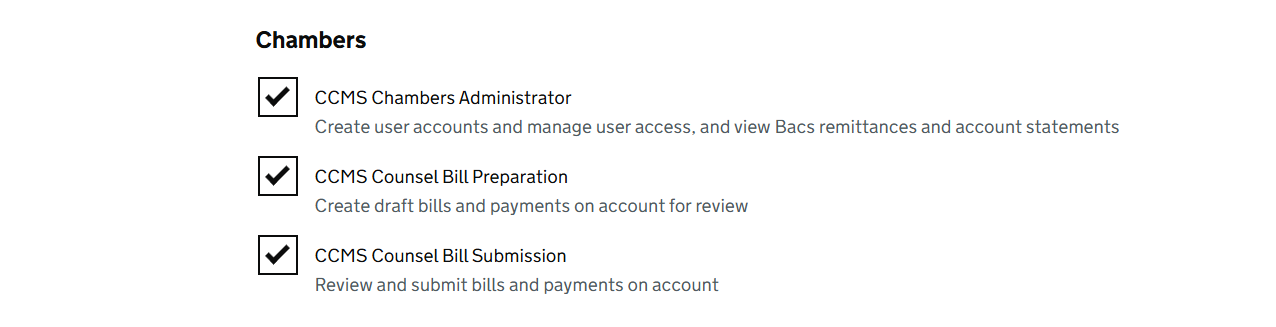 Chambers
CCMS Chambers Administrator
Create user accounts and manage user access, and view Bacs remittances and account statements
CCMS Counsel Bill Preparation
Create draft bills and payments on account for review
CCMS Counsel Bill Submission
Review and submit bills and payments on account